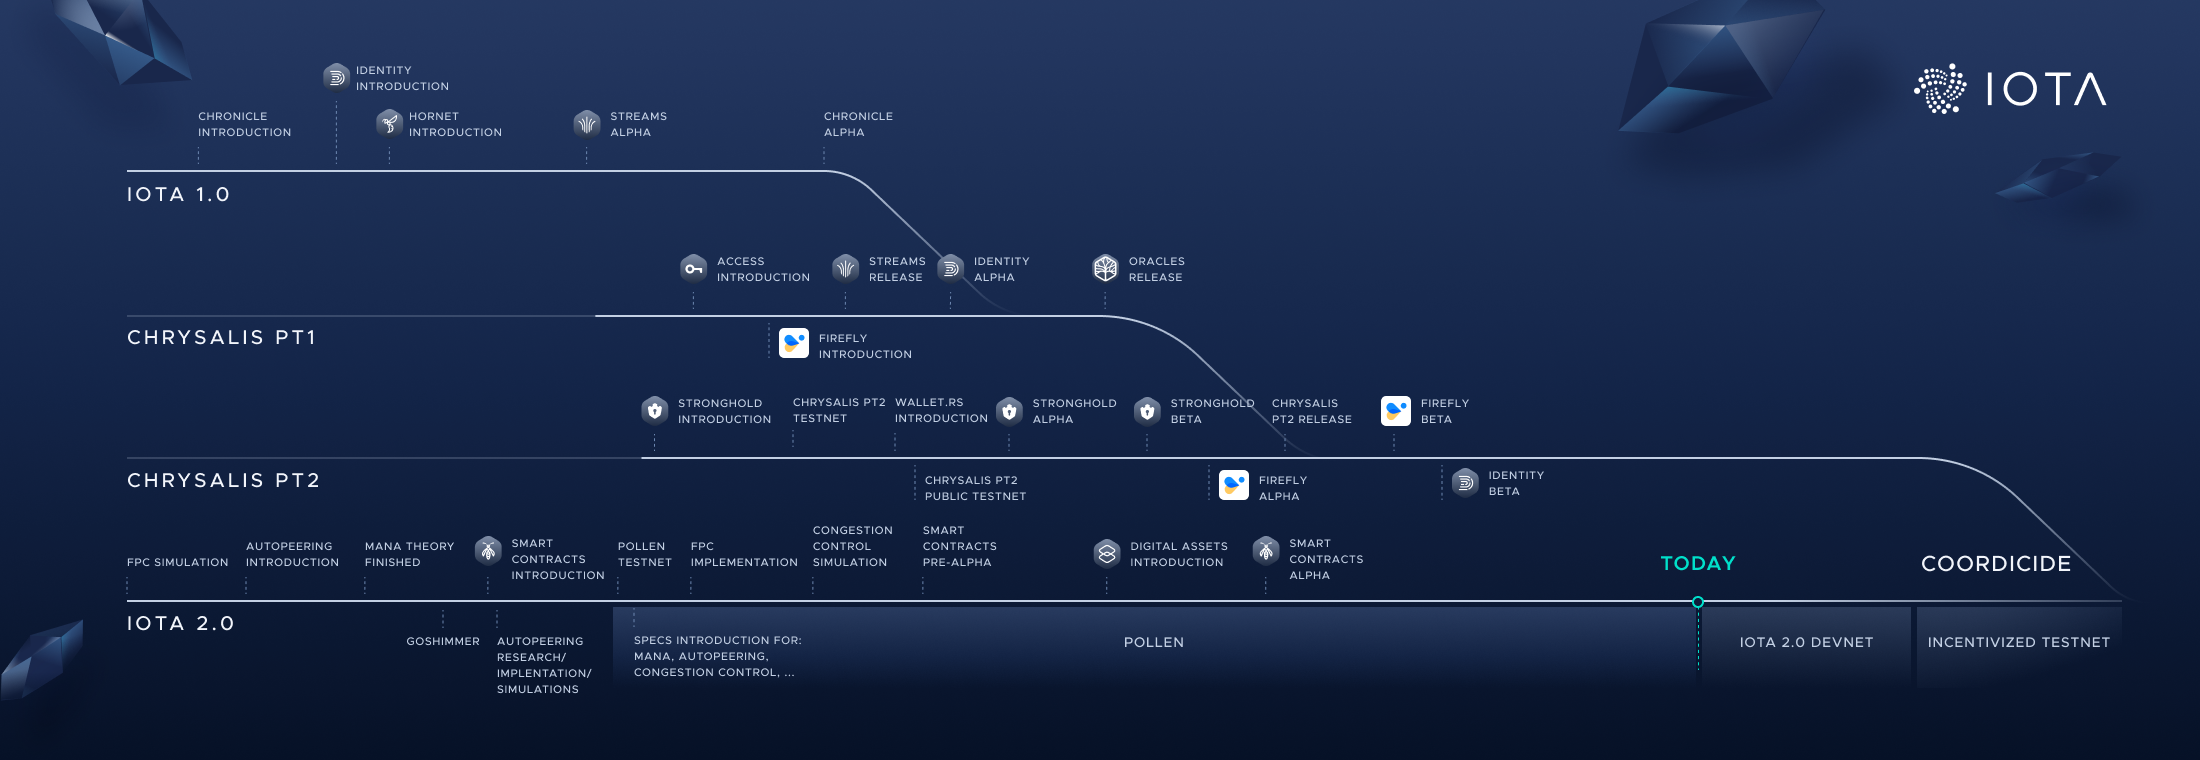 IOTA
IDENTITY
INTRODUCTION
CHRONICLE
INTRODUCTION
HORNET
INTRODUCTION
STREAMS
ALPHA
CHRONICLE
ALPHA
IOTA 1.0
ACCESS
INTRODUCTION
STREAMS
RELEASE
IDENTITY
ALPHA
ORACLES
RELEASE
CHRYSALIS PT1
FIREFLY
INTRODUCTION
STRONGHOLD
INTRODUCTION
CHRYSALIS PT2
TESTNET
WALLET.RS
INTRODUCTION
STRONGHOLD
ALPHA
STRONGHOLD
BETA
CHRYSALIS
PT2 RELEASE
FIREFLY
BETA
CHRYSALIS PT2
CHRYSALIS PT2
PUBLIC TESTNET
FIREFLY
ALPHA
IDENTITY
BETA
FPC SIMULATION
AUTOPEERING
INTRODUCTION
MANA THEORY
FINISHED
SMART
CONTRACTS
INTRODUCTION
POLLEN
TESTNET
FPC
IMPLEMENTATION
CONGESTION
CONTROL
SIMULATION
SMART
CONTRACTS
PRE-ALPHA
DIGITAL ASSETS
INTRODUCTION
SMART
CONTRACTS
ALPHA
TODAY
COORDICIDE
IOTA 2.0
GOSHIMMER
AUTOPEERING
RESEARCH/
IMPLENTATION/
SIMULATIONS
SPECS INTRODUCTION FOR:
MANA, AUTOPEERING,
CONGESTION CONTROL, ...
POLLEN
IOTA 2.0 DEVNET
INCENTIVIZED TESTNET